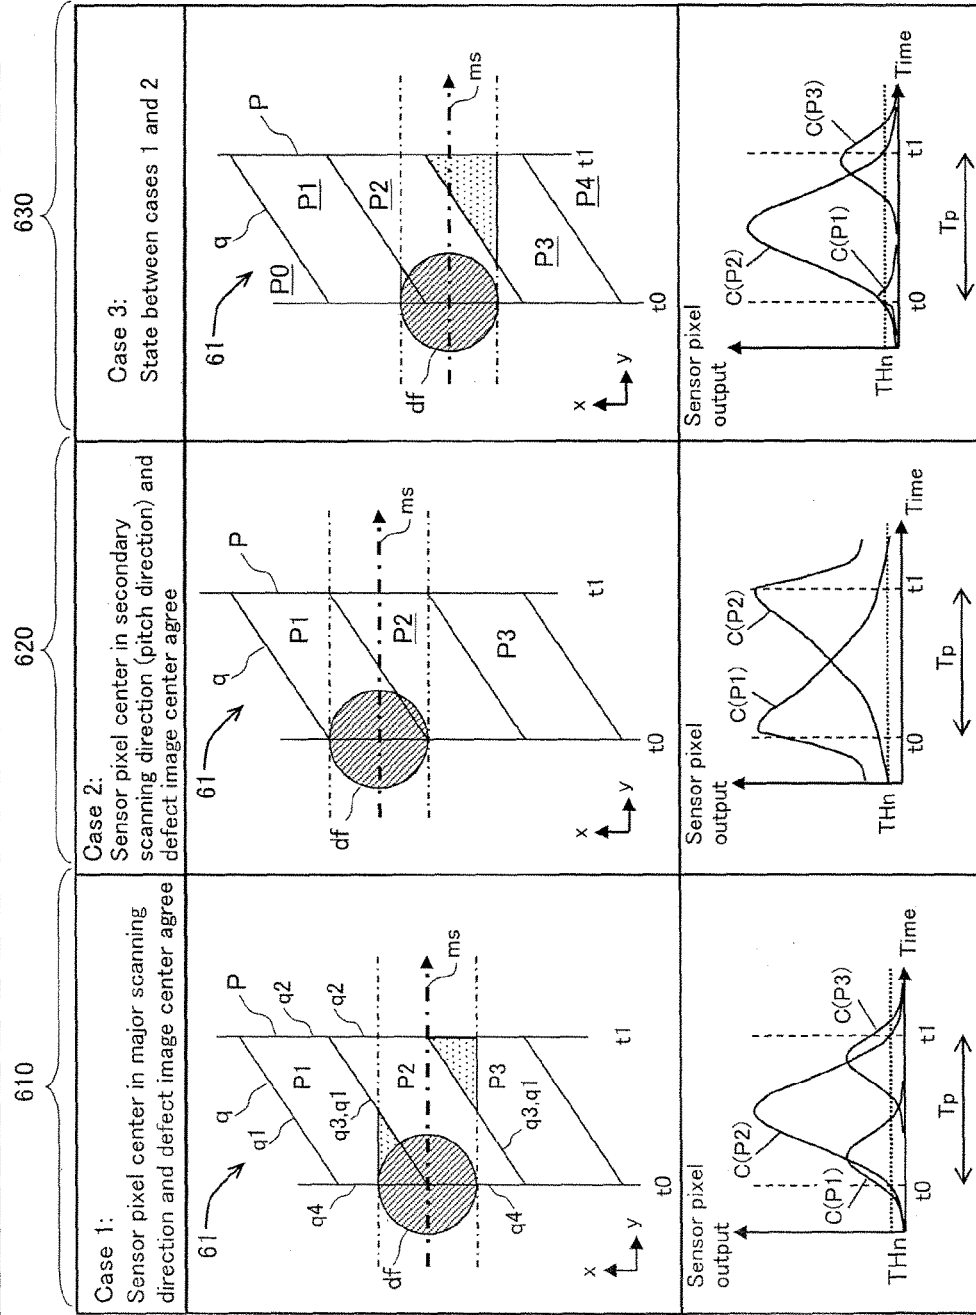 610
620
630
Case 1:
Sensor pixel center in major scanning
direction and defect image center agree
Case 2:
Sensor pixel center in secondary
scanning direction (pitch direction) and
defect image center agree
Case 3:
State between cases 1 and 2
61
q
q1
P
q2
q2
P1
q3,q1
P2
ms
q4
df
q4
P3
q3,q1
t0
t1
x
y
61
q
P
P1
P2
ms
df
P3
t0
t1
x
y
61
q
P
P0
P1
P2
ms
df
P3
P4
t0
t1
x
y
Sensor pixel
output
C(P2)
C(P1)
C(P3)
THn
t0
t1
Time
Tp
Sensor pixel
output
C(P1)
C(P2)
THn
t0
t1
Time
Tp
Sensor pixel
output
C(P2)
C(P1)
C(P3)
THn
t0
t1
Time
Tp